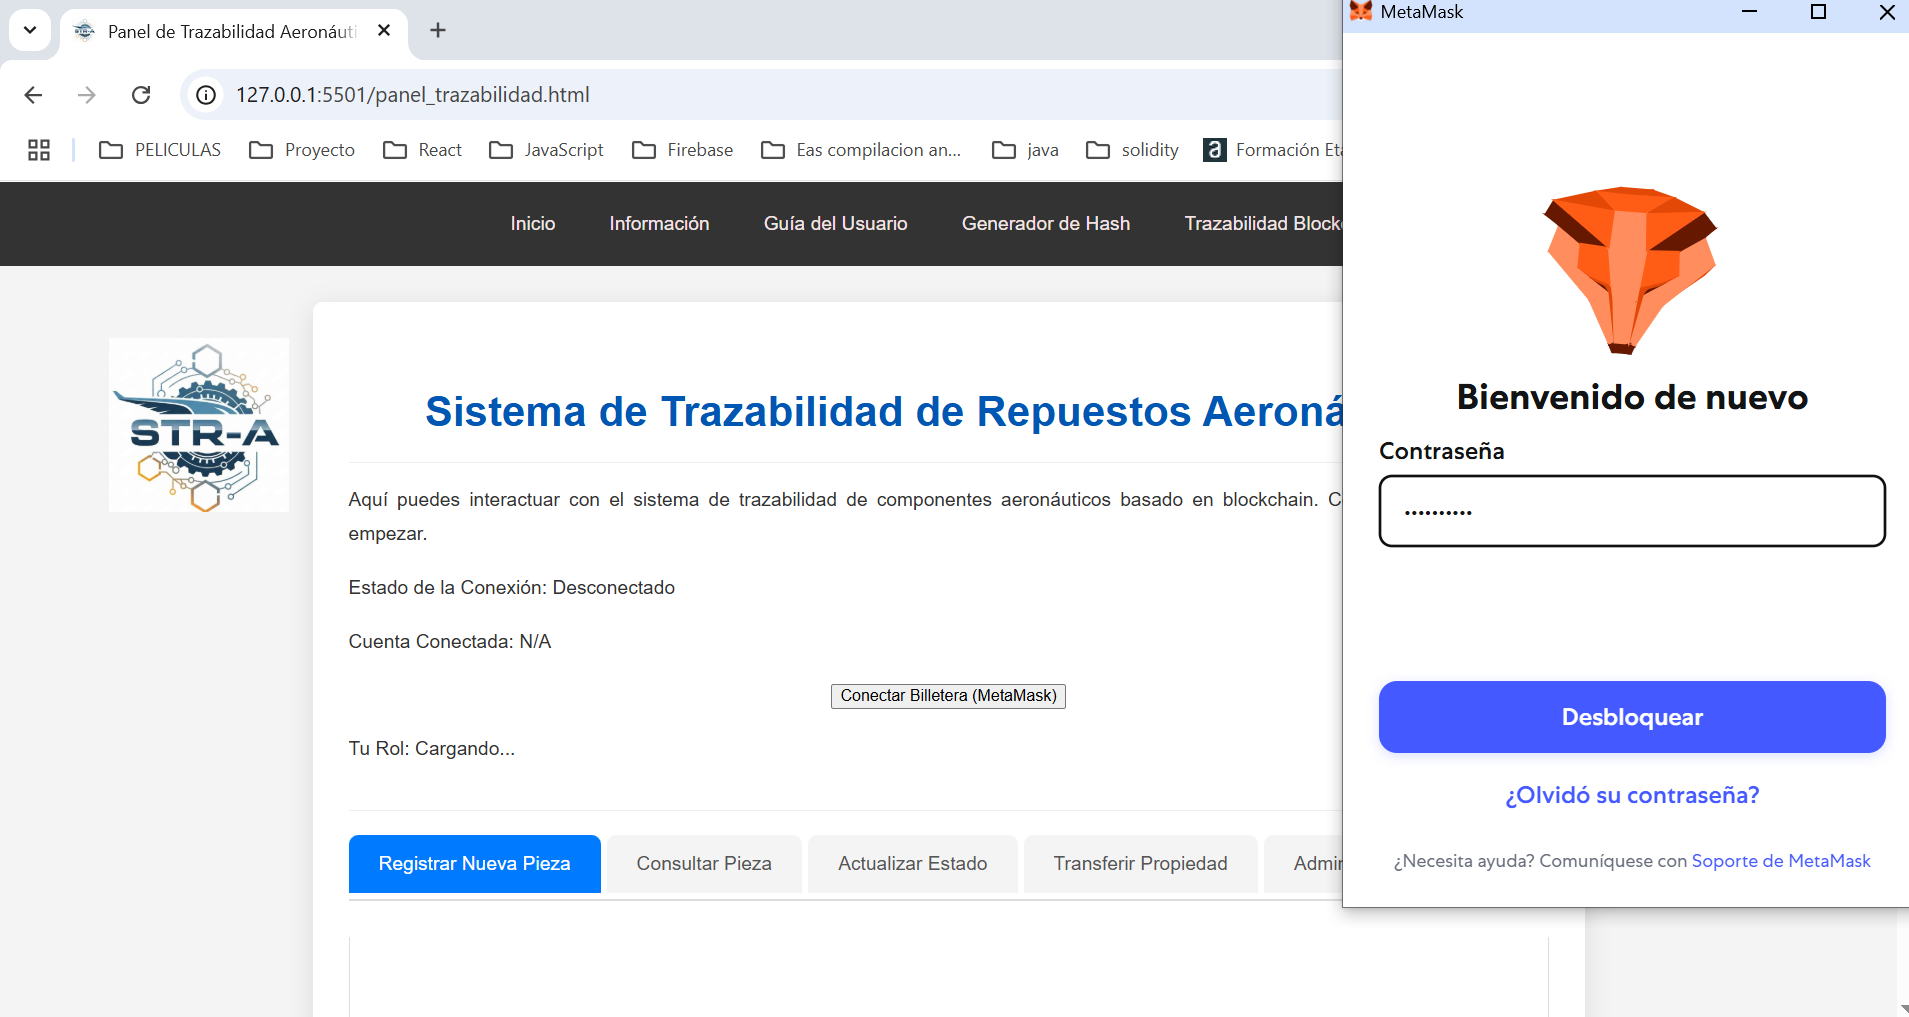 Panel de Trazabilidad Aeronáuti
127.0.0.1:5501/panel_trazabilidad.html
PELICULAS
Proyecto
React
JavaScript
Firebase
Eas compilacion an...
java
solidity
a
Formación Eta
Inicio
Información
Guía del Usuario
Generador de Hash
Trazabilidad Blockc
STR-A
Sistema de Trazabilidad de Repuestos Aeroná
Aquí puedes interactuar con el sistema de trazabilidad de componentes aeronáuticos basado en blockchain. C
empezar.
Estado de la Conexión: Desconectado
Cuenta Conectada: N/A
Conectar Billetera (MetaMask)
Tu Rol: Cargando...
Registrar Nueva Pieza
Consultar Pieza
Actualizar Estado
Transferir Propiedad
Admin
MetaMask
Bienvenido de nuevo
Contraseña
••••••••••
Desbloquear
¿Olvidó su contraseña?
¿Necesita ayuda? Comuníquese con Soporte de MetaMask